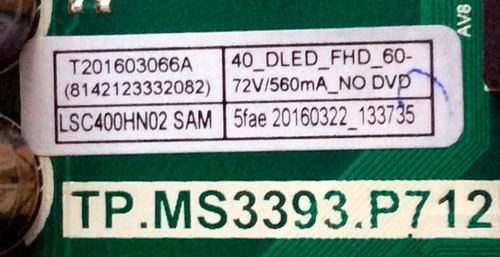 T201603066A
(8142123332082)
40_DLED_FHD_60-
72V/560mA_NO DVD
LSC400HN02 SAM
5fae 20160322_133735
TP.MS3393.P712
AV8